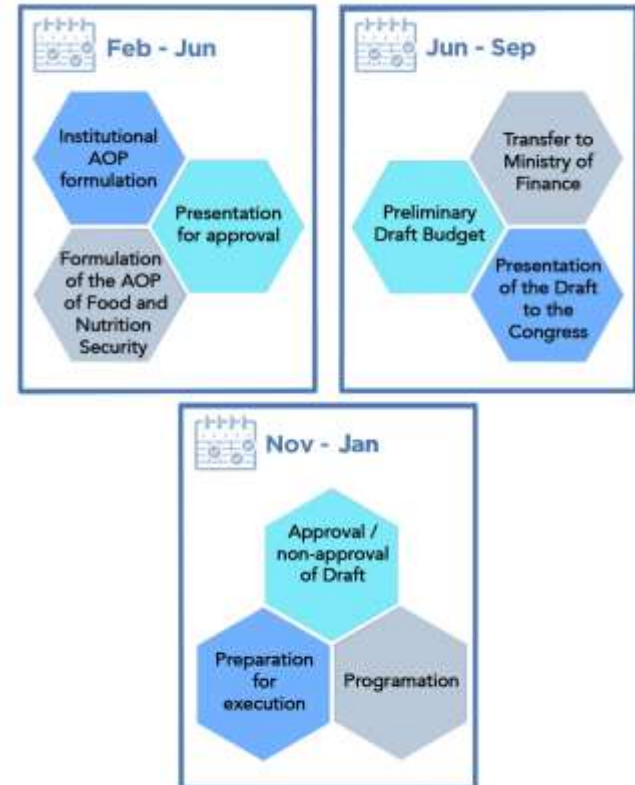 Feb - Jun
Institutional
AOP
formulation
Presentation
for approval
Formulation
of the AOP
of Food and
Nutrition
Security
Jun - Sep
Transfer to
Ministry of
Finance
Preliminary
Draft Budget
Presentation
of the Draft
to the
Congress
Nov - Jan
Approval /
non-approval
of Draft
Preparation
for
execution
Programation